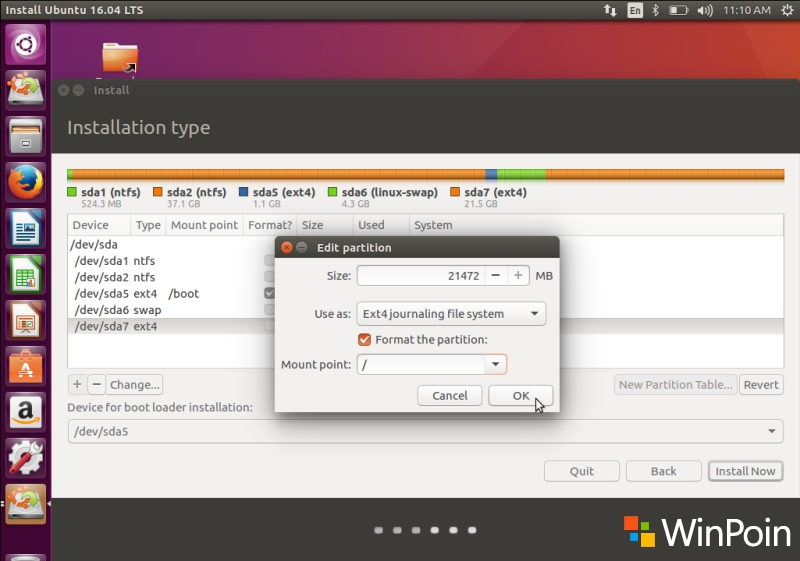 Install Ubuntu 16.04 LTS En 11:10 AM
Install
Installation type
sda1 (ntfs) sda2 (ntfs) sda5 (ext4) sda6 (linux-swap) sda7 (ext4)
524.3 MB 37.1 GB 1.1 GB 4.3 GB 21.5 GB
Device Type Mount point Format? Size Used System
/dev/sda
/dev/sda1 ntfs
/dev/sda2 ntfs
/dev/sda5 ext4 /boot
/dev/sda6 swap
/dev/sda7 ext4
Edit partition
Size: 21472 − + MB
Use as: Ext4 journaling file system
Format the partition:
Mount point: /
Cancel OK
+ − Change... New Partition Table... Revert
Device for boot loader installation:
/dev/sda5
Quit Back Install Now
WinPoin